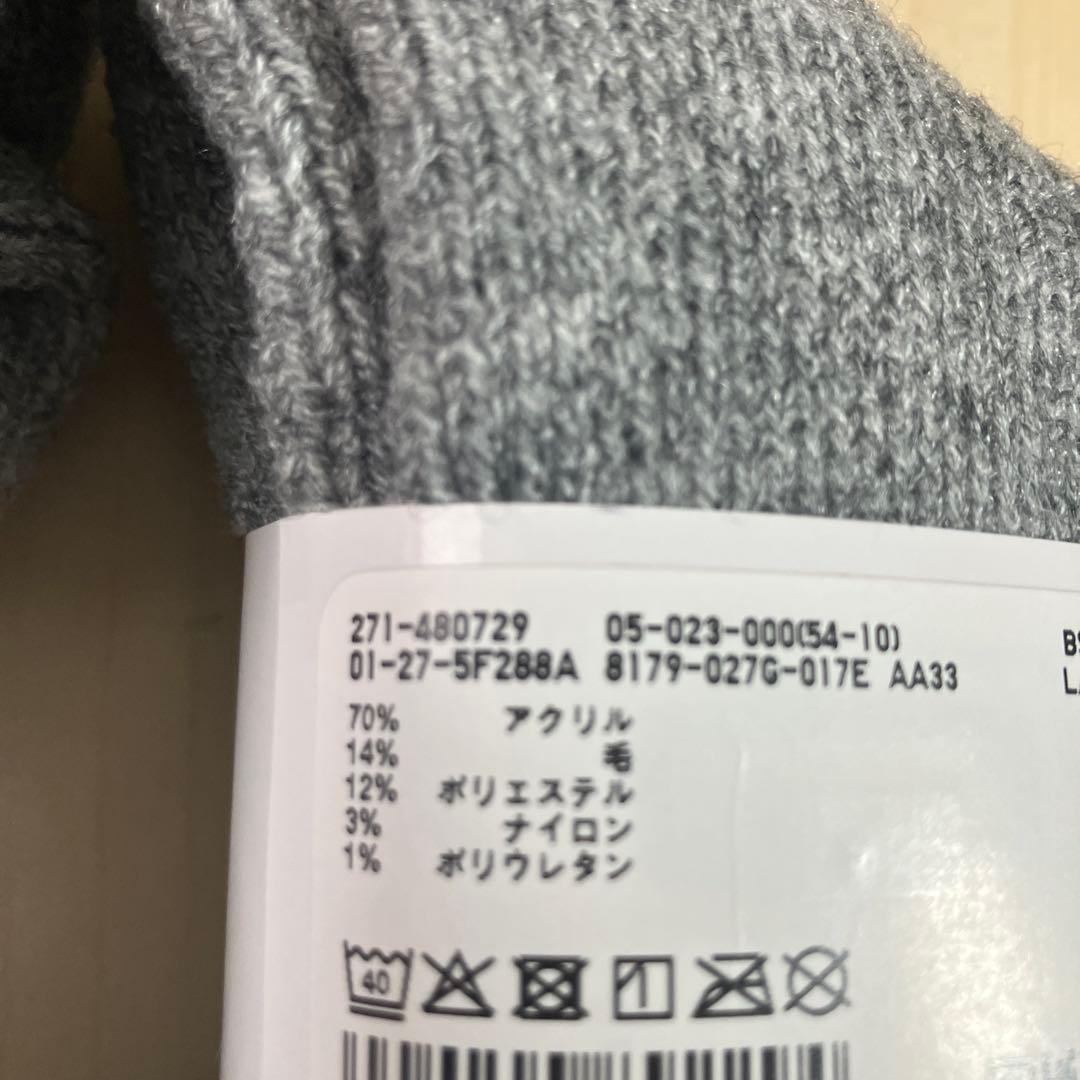 271-480729 05-023-000(54-10)
01-27-5F288A 8179-027G-017E AA33
70% アクリル
14% 毛
12% ポリエステル
3% ナイロン
1% ポリウレタン
40